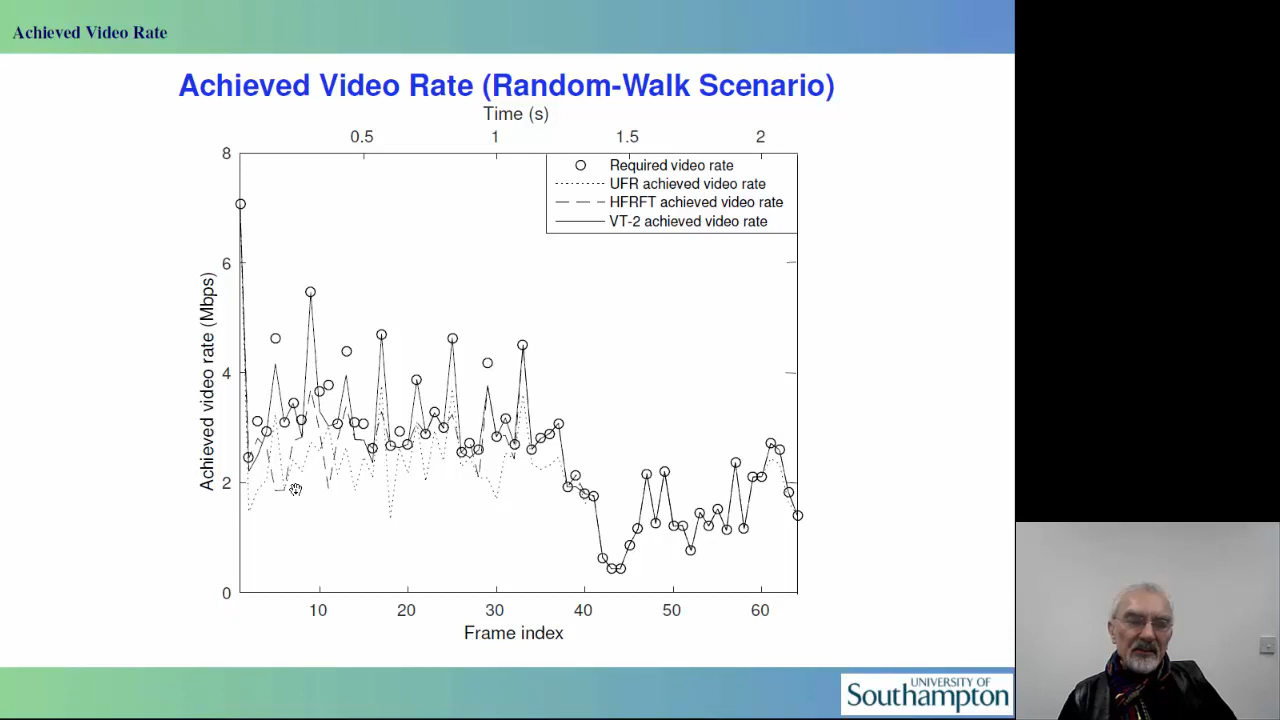 Achieved Video Rate
Achieved Video Rate (Random-Walk Scenario)
Time (s)
0.5 1 1.5 2
8
6
4
2
0
Achieved video rate (Mbps)
Required video rate
UFR achieved video rate
HFRFT achieved video rate
VT-2 achieved video rate
10 20 30 40 50 60
Frame index
UNIVERSITY OF
Southampton